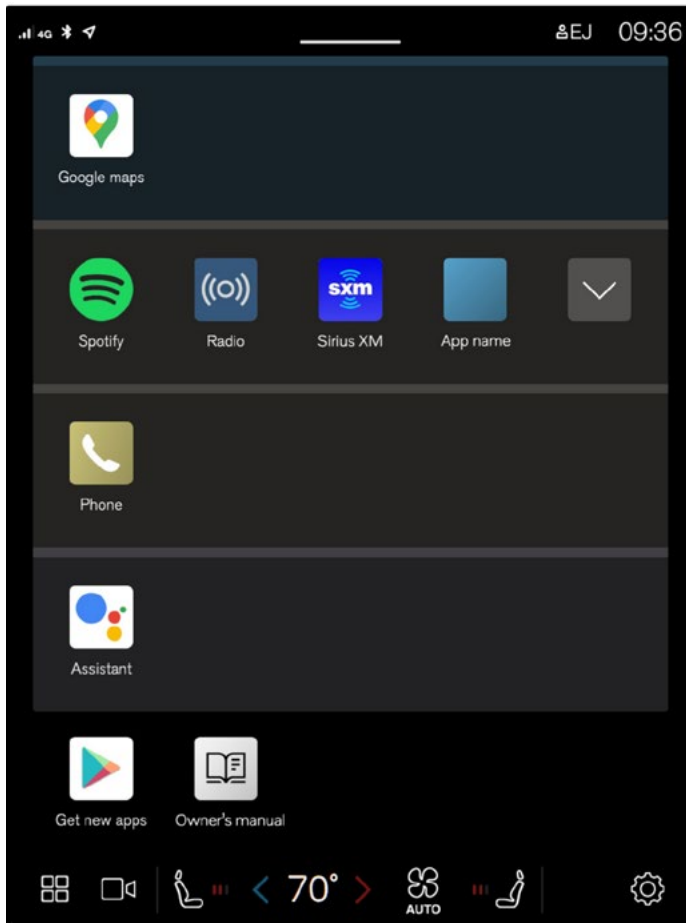 4G EJ 09:36
Google maps
sxm
Spotify Radio Sirius XM App name
Phone
Assistant
Get new apps Owner's manual
70°
AUTO